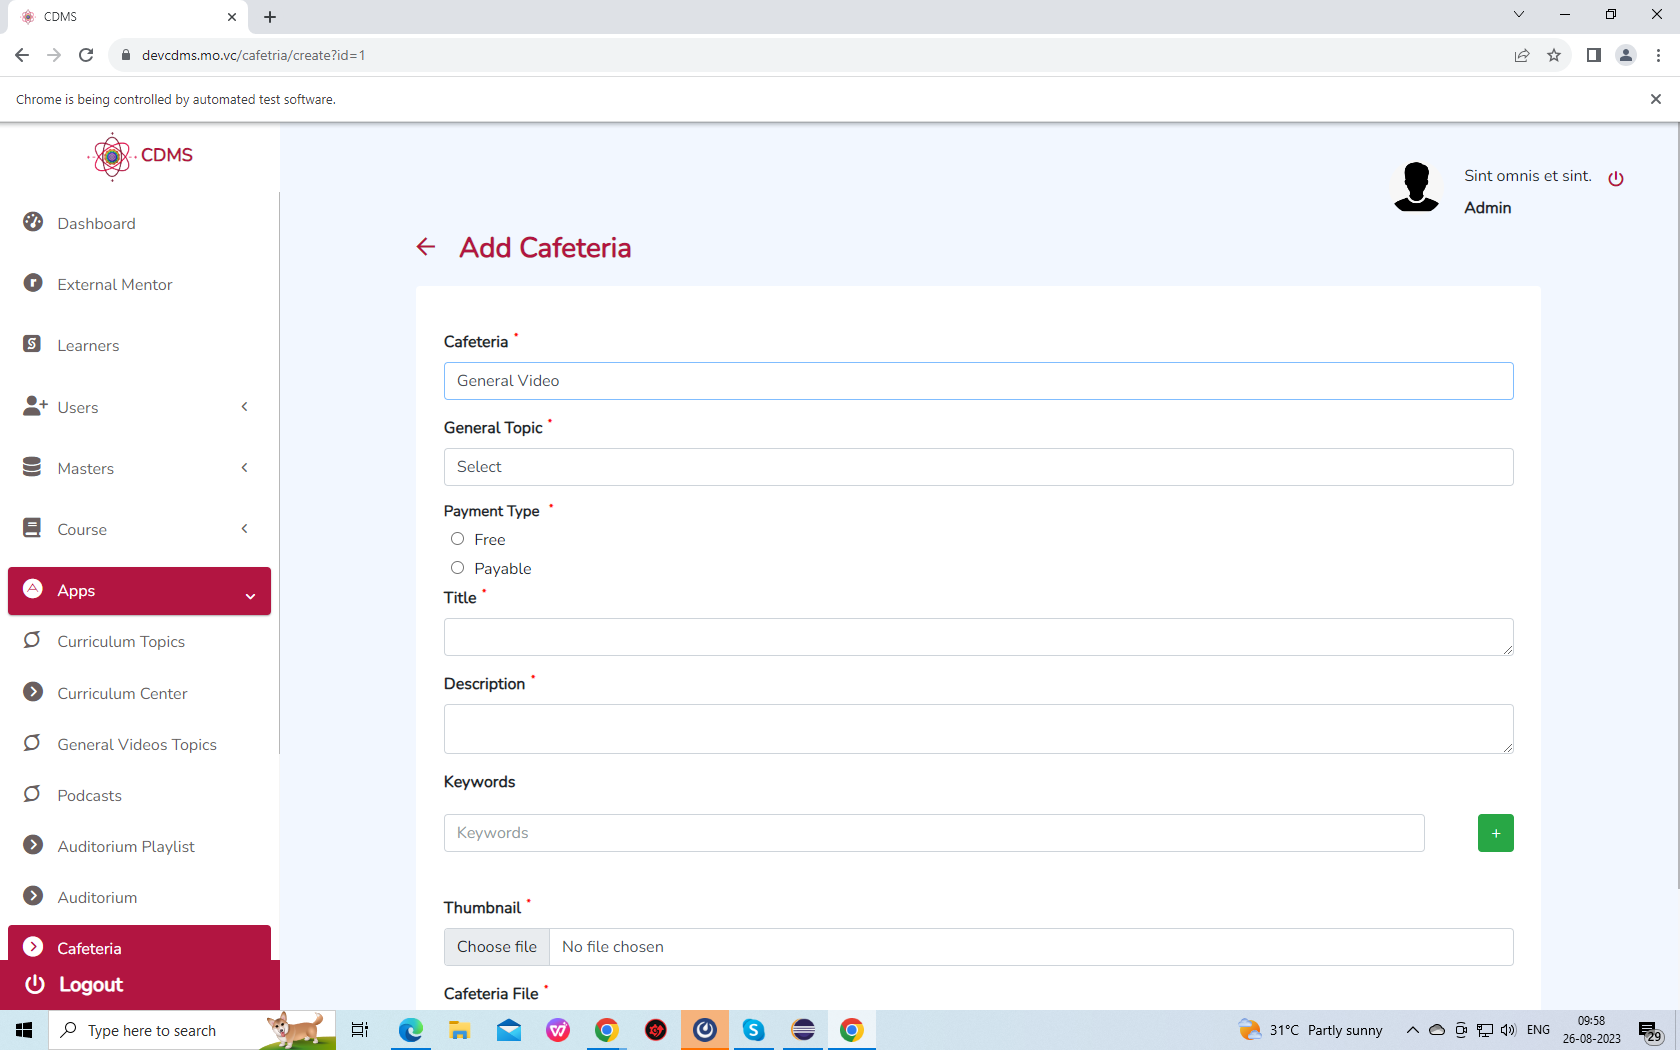 CDMS
devcdms.mo.vc/cafetria/create?id=1
Chrome is being controlled by automated test software.
CDMS
Sint omnis et sint.
Admin
Dashboard
External Mentor
Learners
Users
Masters
Course
Apps
Curriculum Topics
Curriculum Center
General Videos Topics
Podcasts
Auditorium Playlist
Auditorium
Cafeteria
Logout
Add Cafeteria
Cafeteria *
General Video
General Topic *
Select
Payment Type *
Free
Payable
Title *
Description *
Keywords
Keywords
+
Thumbnail *
Choose file No file chosen
Cafeteria File *
Type here to search
31°C Partly sunny
ENG
09:58
26-08-2023
29